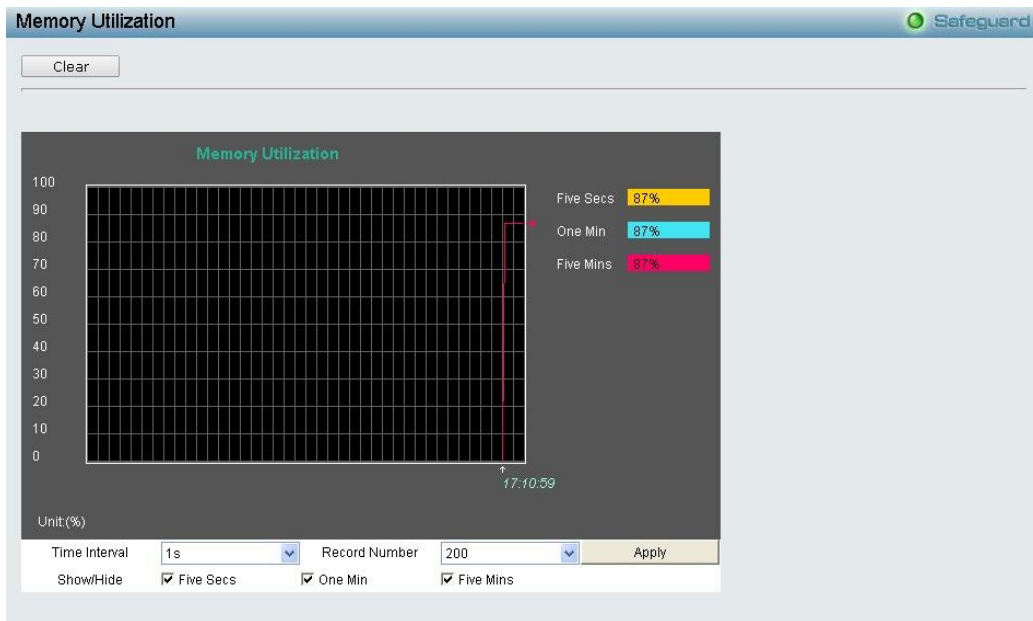 Memory Utilization
Safeguard
Clear
Memory Utilization
100
90
80
70
60
50
40
30
20
10
0
Five Secs 87%
One Min 87%
Five Mins 87%
17:10:59
Unit:(%)
Time Interval 1s Record Number 200 Apply
Show/Hide Five Secs One Min Five Mins